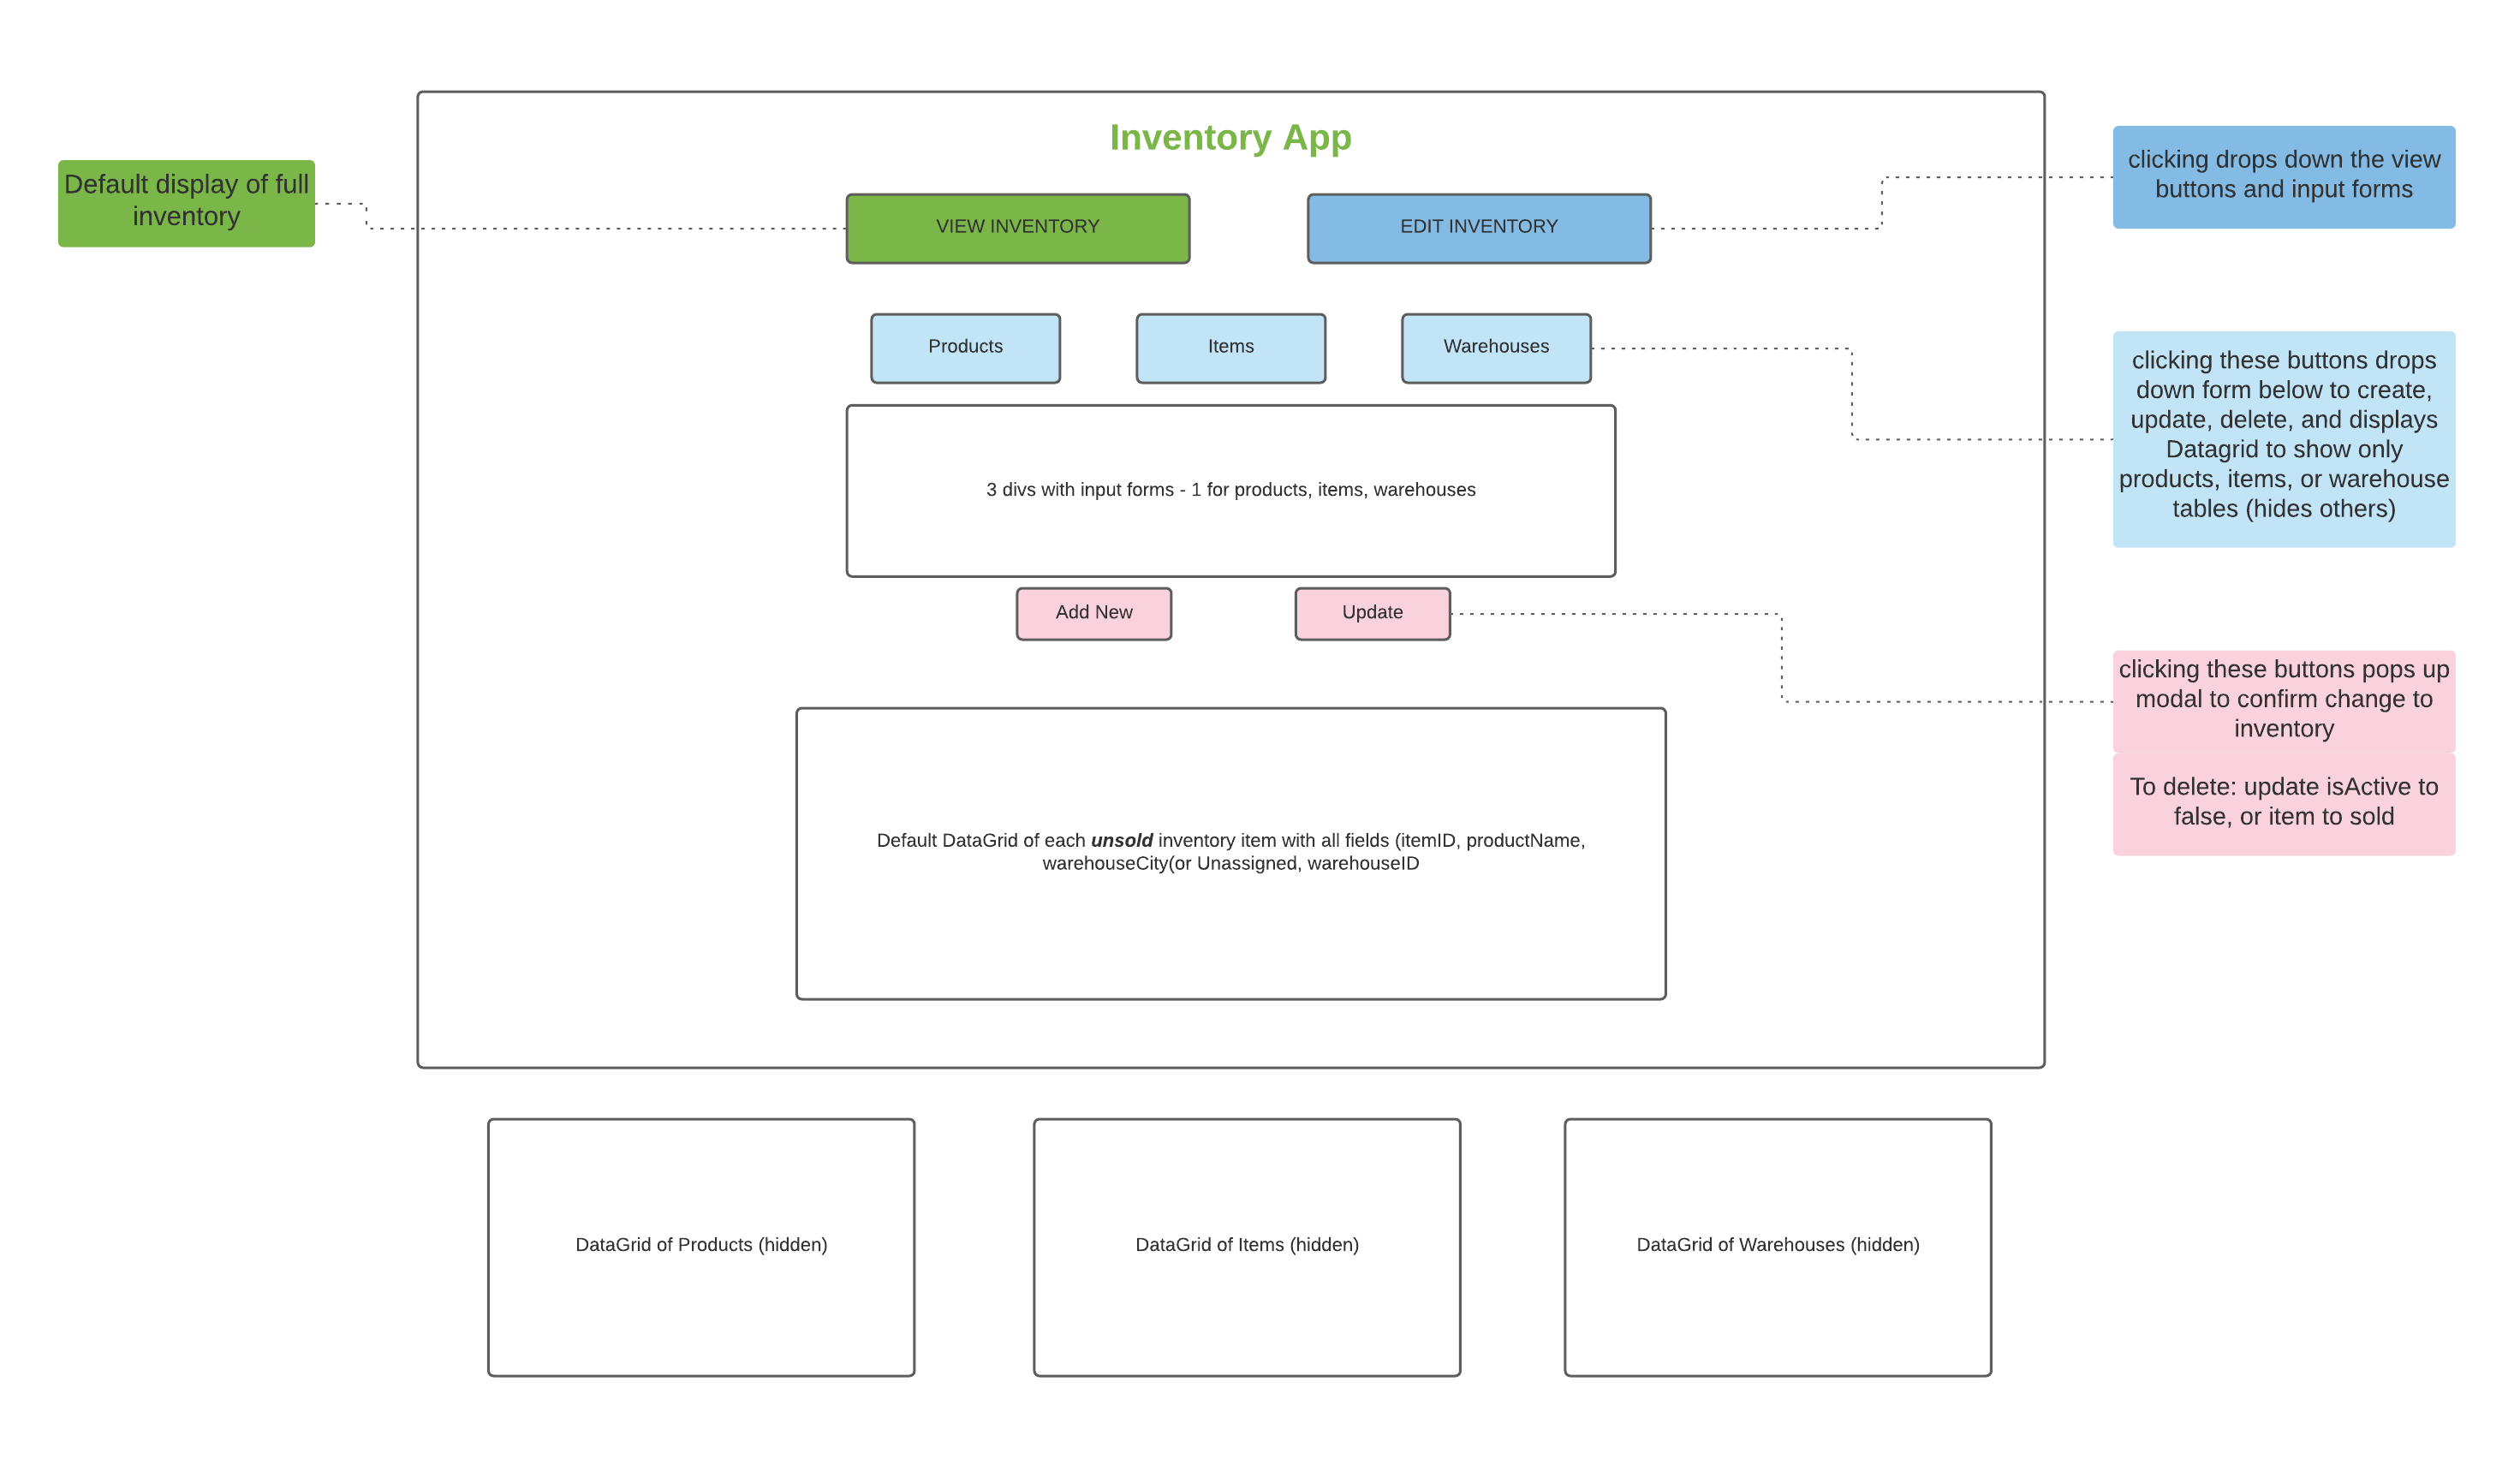 Inventory App
Default display of full
inventory
VIEW INVENTORY
EDIT INVENTORY
clicking drops down the view
buttons and input forms
Products
Items
Warehouses
clicking these buttons drops
down form below to create,
update, delete, and displays
Datagrid to show only
products, items, or warehouse
tables (hides others)
3 divs with input forms - 1 for products, items, warehouses
Add New
Update
clicking these buttons pops up
modal to confirm change to
inventory
To delete: update isActive to
false, or item to sold
Default DataGrid of each unsold inventory item with all fields (itemID, productName,
warehouseCity(or Unassigned, warehouseID
DataGrid of Products (hidden)
DataGrid of Items (hidden)
DataGrid of Warehouses (hidden)